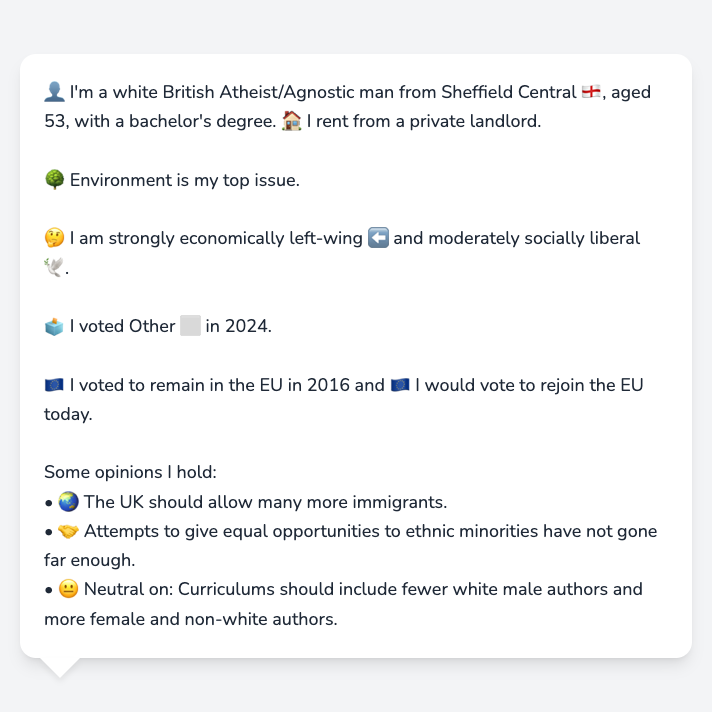 👤 I'm a white British Atheist/Agnostic man from Sheffield Central 🏴󠁧󠁢󠁥󠁮󠁧󠁿, aged
53, with a bachelor's degree. 🏠 I rent from a private landlord.
🌳 Environment is my top issue.
🤔 I am strongly economically left-wing ⬅️ and moderately socially liberal
🕊️.
🗳️ I voted Other ⬜ in 2024.
🇪🇺 I voted to remain in the EU in 2016 and 🇪🇺 I would vote to rejoin the EU
today.
Some opinions I hold:
• 🌏 The UK should allow many more immigrants.
• 🤝 Attempts to give equal opportunities to ethnic minorities have not gone
far enough.
• 😐 Neutral on: Curriculums should include fewer white male authors and
more female and non-white authors.